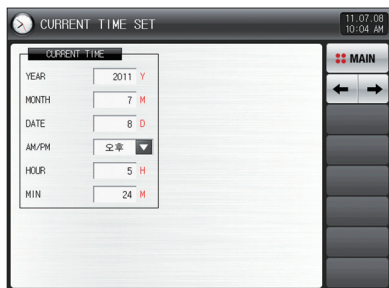 CURRENT TIME SET
11.07.08
10:04 AM
CURRENT TIME
YEAR 2011 Y
MONTH 7 M
DATE 8 D
AM/PM 오후
HOUR 5 H
MIN 24 M
MAIN